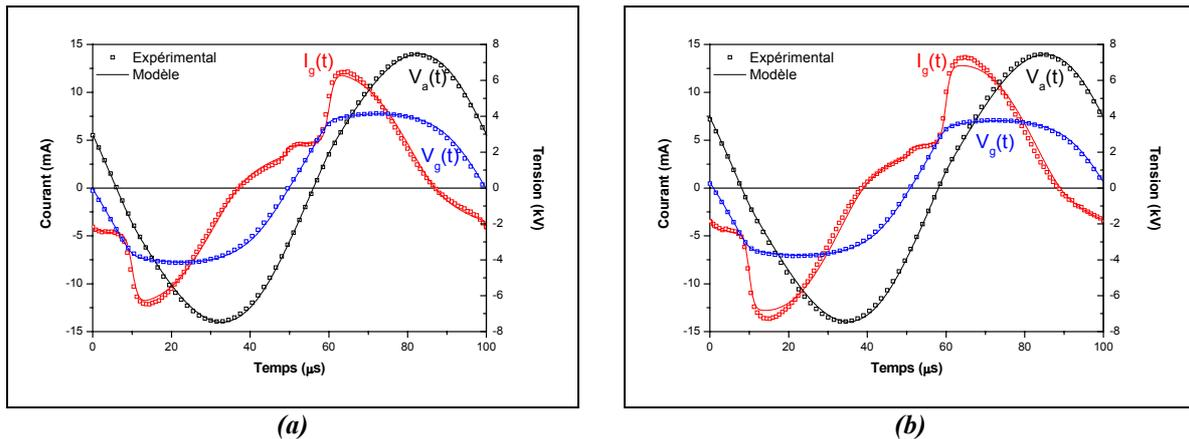 15
10
5
0
-5
-10
-15
Courant (mA)
8
6
4
2
0
-2
-4
-6
-8
Tension (kV)
0
20
40
60
80
100
Temps (μs)
Expérimental
Modèle
I_g(t)
V_a(t)
V_g(t)
(a)
15
10
5
0
-5
-10
-15
Courant (mA)
8
6
4
2
0
-2
-4
-6
-8
Tension (kV)
0
20
40
60
80
100
Temps (μs)
Expérimental
Modèle
I_g(t)
V_a(t)
V_g(t)
(b)